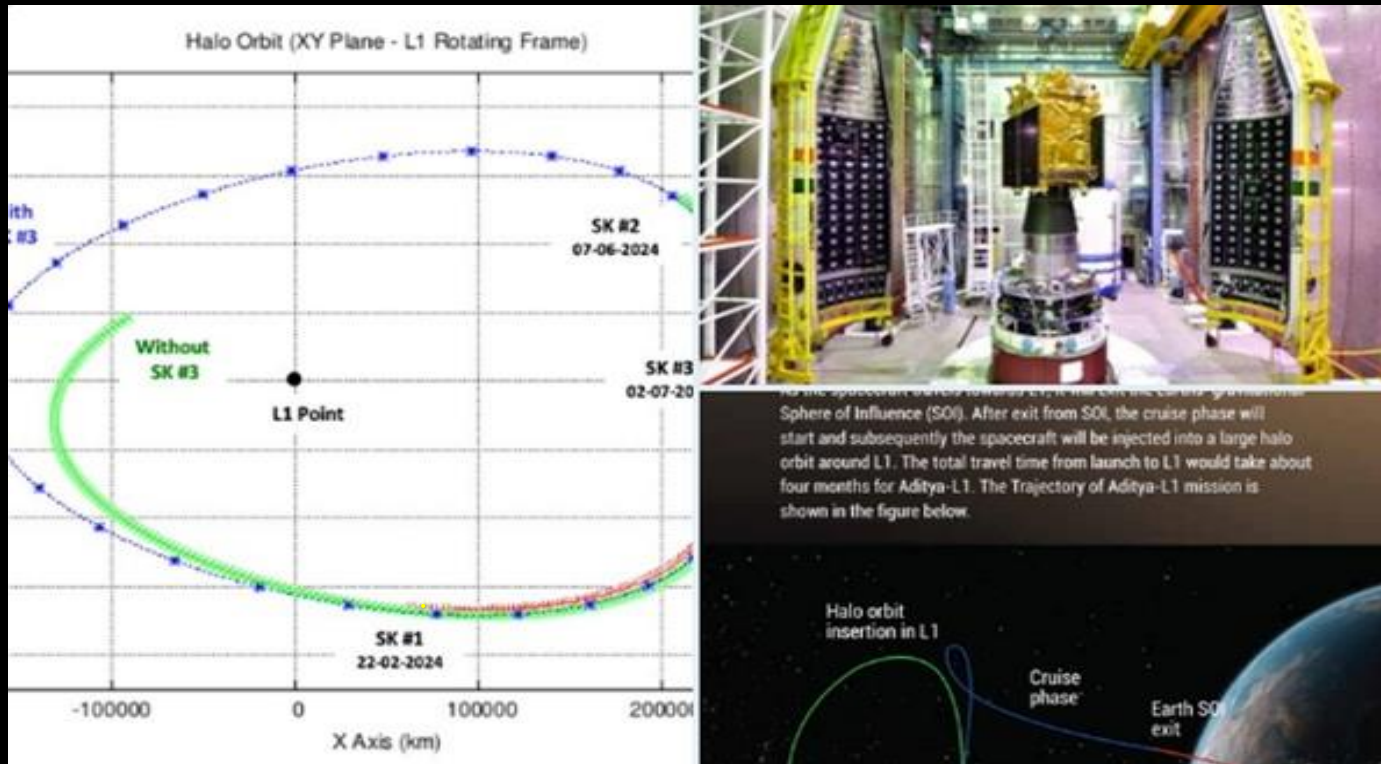 Halo Orbit (XY Plane - L1 Rotating Frame)
SK #2
07-06-2024
#3
Without
SK #3
SK #3
L1 Point
SK #1
22-02-2024
-100000
0
100000
X Axis (km)
Sphere of Influence (SOI). After exit from SOI, the cruise phase will
start and subsequently the spacecraft will be injected into a large halo
orbit around L1. The total travel time from launch to L1 would take about
four months for Aditya-L1. The Trajectory of Aditya-L1 mission is
shown in the figure below.
Halo orbit
insertion in L1
Cruise
phase
Earth SOI
exit